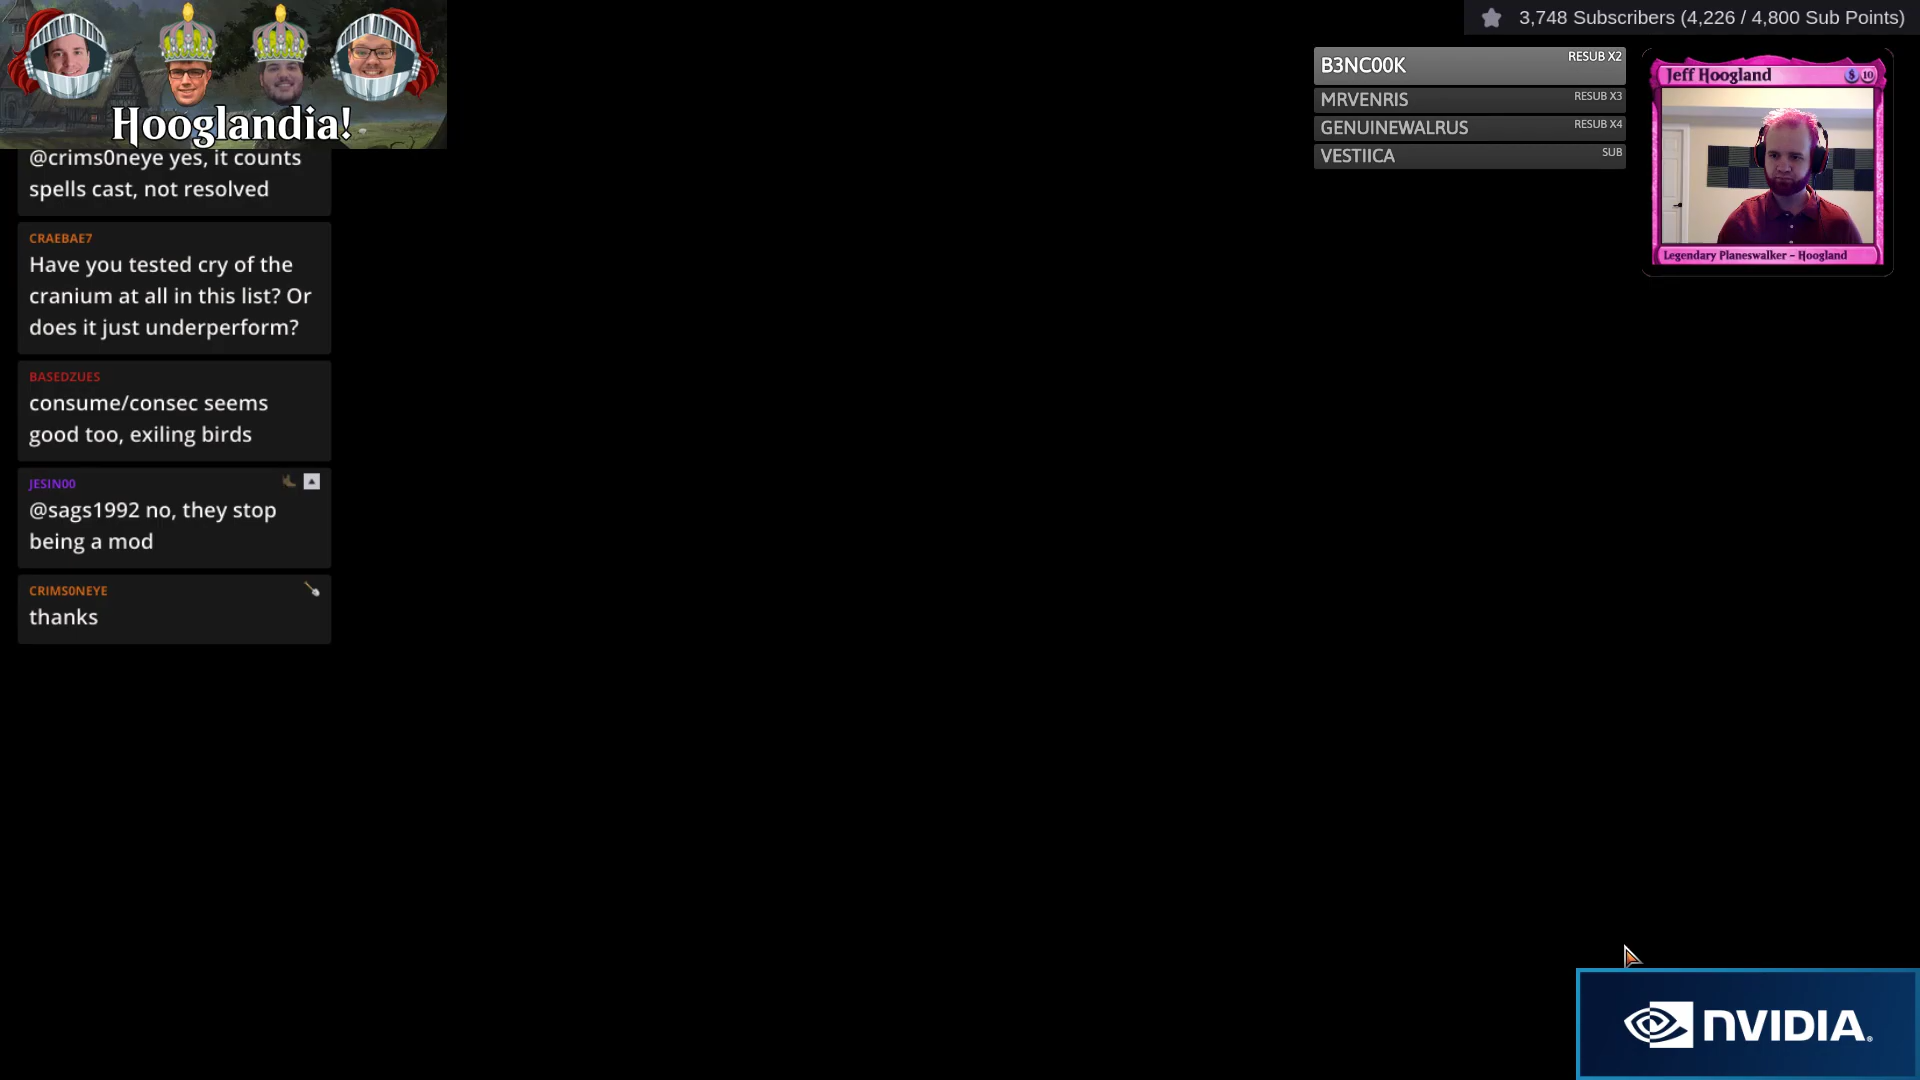 Hooglandia!
@crims0neye yes, it counts
spells cast, not resolved
CRAEBAE7
Have you tested cry of the
cranium at all in this list? Or
does it just underperform?
BASEDZUES
consume/consec seems
good too, exiling birds
JESIN00
@sags1992 no, they stop
being a mod
CRIMS0NEYE
thanks
3,748 Subscribers (4,226 / 4,800 Sub Points)
B3NC00K RESUB X2
MRVENRIS RESUB X3
GENUINEWALRUS RESUB X4
VESTIICA SUB
Jeff Hoogland $ 10
Legendary Planeswalker – Hoogland
NVIDIA.